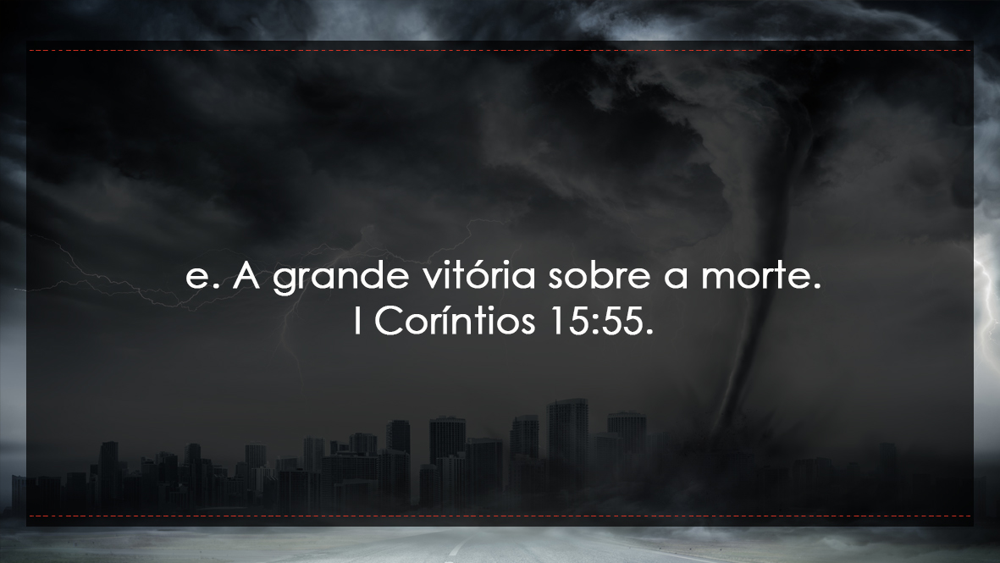 e. A grande vitória sobre a morte.
I Coríntios 15:55.